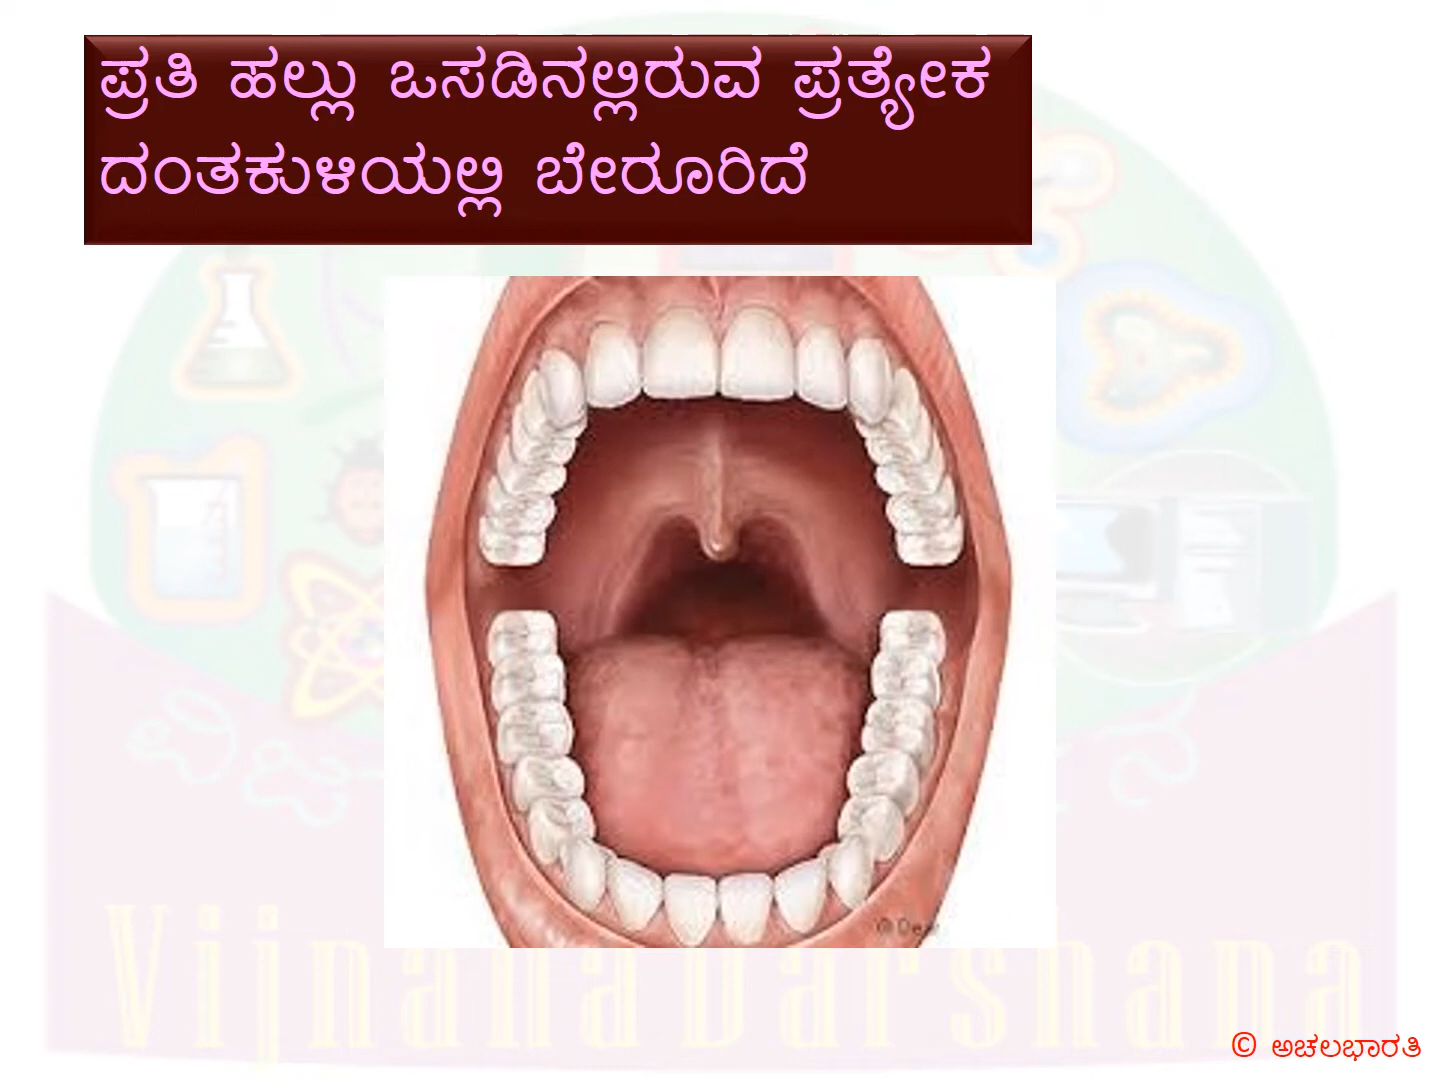 ಪ್ರತಿ ಹಲ್ಲು ಒಸಡಿನಲ್ಲಿರುವ ಪ್ರತ್ಯೇಕ
ದಂತಕುಳಿಯಲ್ಲಿ ಬೇರೂರಿದೆ
Vijnana Darshana
© ಅಚಲಭಾರತಿ